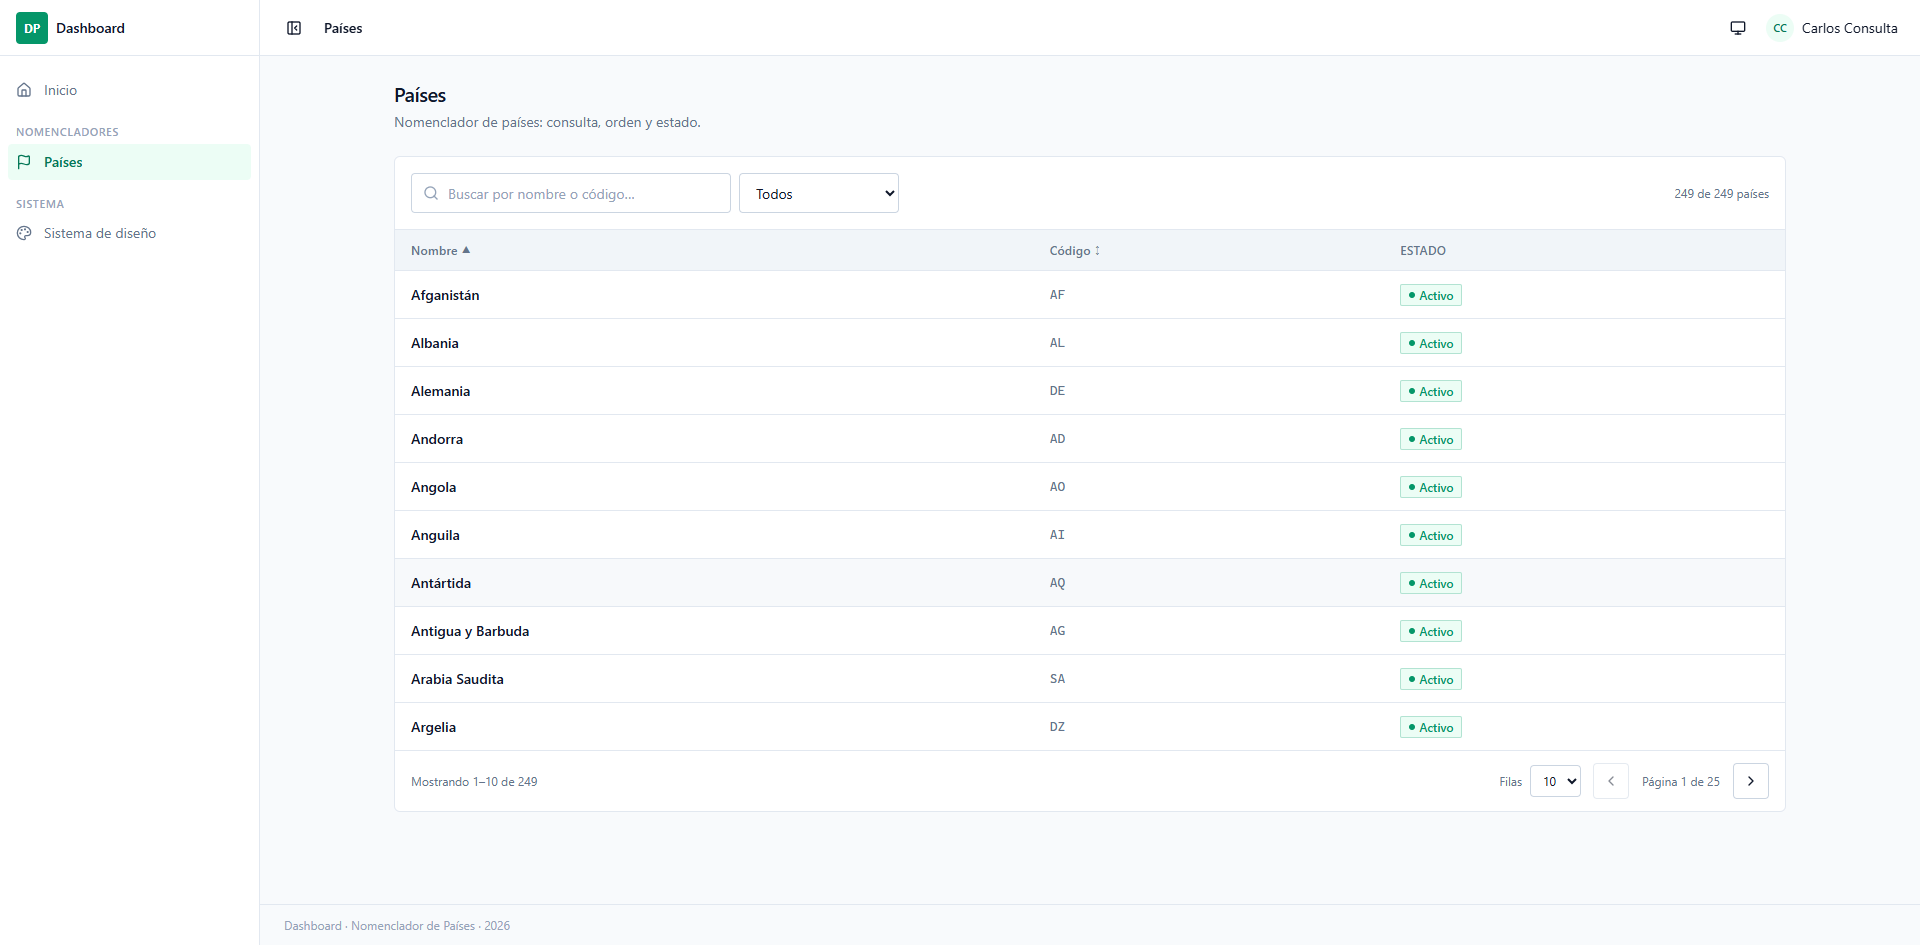 DP Dashboard
Países
CC Carlos Consulta
Inicio
NOMENCLADORES
Países
SISTEMA
Sistema de diseño
Países
Nomenclador de países: consulta, orden y estado.
Buscar por nombre o código...
Todos
249 de 249 países
Nombre Código ESTADO
Afganistán AF Activo
Albania AL Activo
Alemania DE Activo
Andorra AD Activo
Angola AO Activo
Anguila AI Activo
Antártida AQ Activo
Antigua y Barbuda AG Activo
Arabia Saudita SA Activo
Argelia DZ Activo
Mostrando 1–10 de 249 Filas 10 Página 1 de 25
Dashboard · Nomenclador de Países · 2026